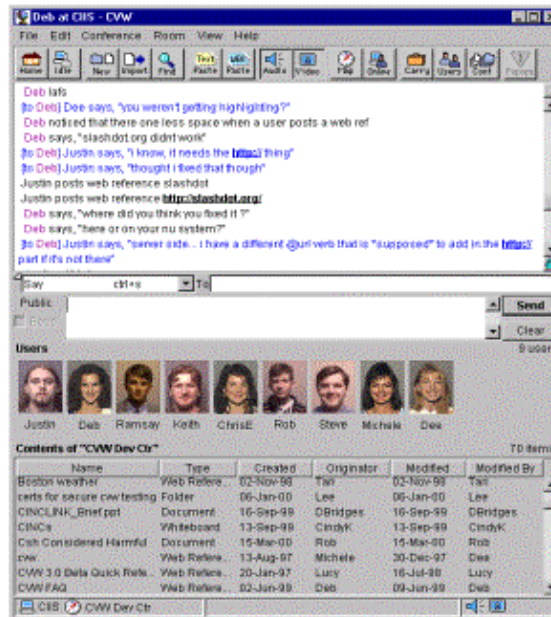 Deb at CIIS - CVW
File Edit Conference Room View Help
Home Idle New Import Find Paste Paste Audio Video Map Online Carry Users Conf
Deb lafs
[to Deb] Dee says, "you weren't getting highlighting?"
Deb noticed that there one less space when a user posts a web ref
Deb says, "slashdot.org didnt work"
[to Deb] Justin says, "i know, it needs the http:// thing"
[to Deb] Justin says, "thought i fixed that though"
Justin posts web reference slashdot
Justin posts web reference http://slashdot.org/
Deb says, "where did you think you fixed it ?"
Deb says, "here or on your nu system?"
[to Deb] Justin says, "server side... i have a different @url verb that is "supposed" to add in the http://
part if it's not there"
Say ctrl+s To
Public Send
Clear
Users 9 users
Justin Deb Ramsay Keith ChrisE Rob Steve Michele Dee
Contents of "CVW Dev Ctr" 70 items
Name Type Created Originator Modified Modified By
Boston weather Web Refere... 02-Nov-98 Tari 02-Nov-98 Tari
certs for secure cvw testing Folder 06-Jan-00 Lee 06-Jan-00 Lee
CINCLINK_Brief.ppt Document 16-Sep-99 DBridges 16-Sep-99 DBridges
CINCs Whiteboard 13-Sep-99 CindyK 13-Sep-99 CindyK
Csh Considered Harmful Document 15-Mar-00 Rob 15-Mar-00 Rob
cvw Web Refere... 13-Aug-97 Michele 30-Dec-97 Dee
CVW 3.0 Beta Quick Refe... Web Refere... 20-Jan-97 Lucy 16-Jul-98 Lucy
CVW FAQ Web Refere... 02-Jun-99 Deb 09-Jun-99 Deb
CIIS CVW Dev Ctr